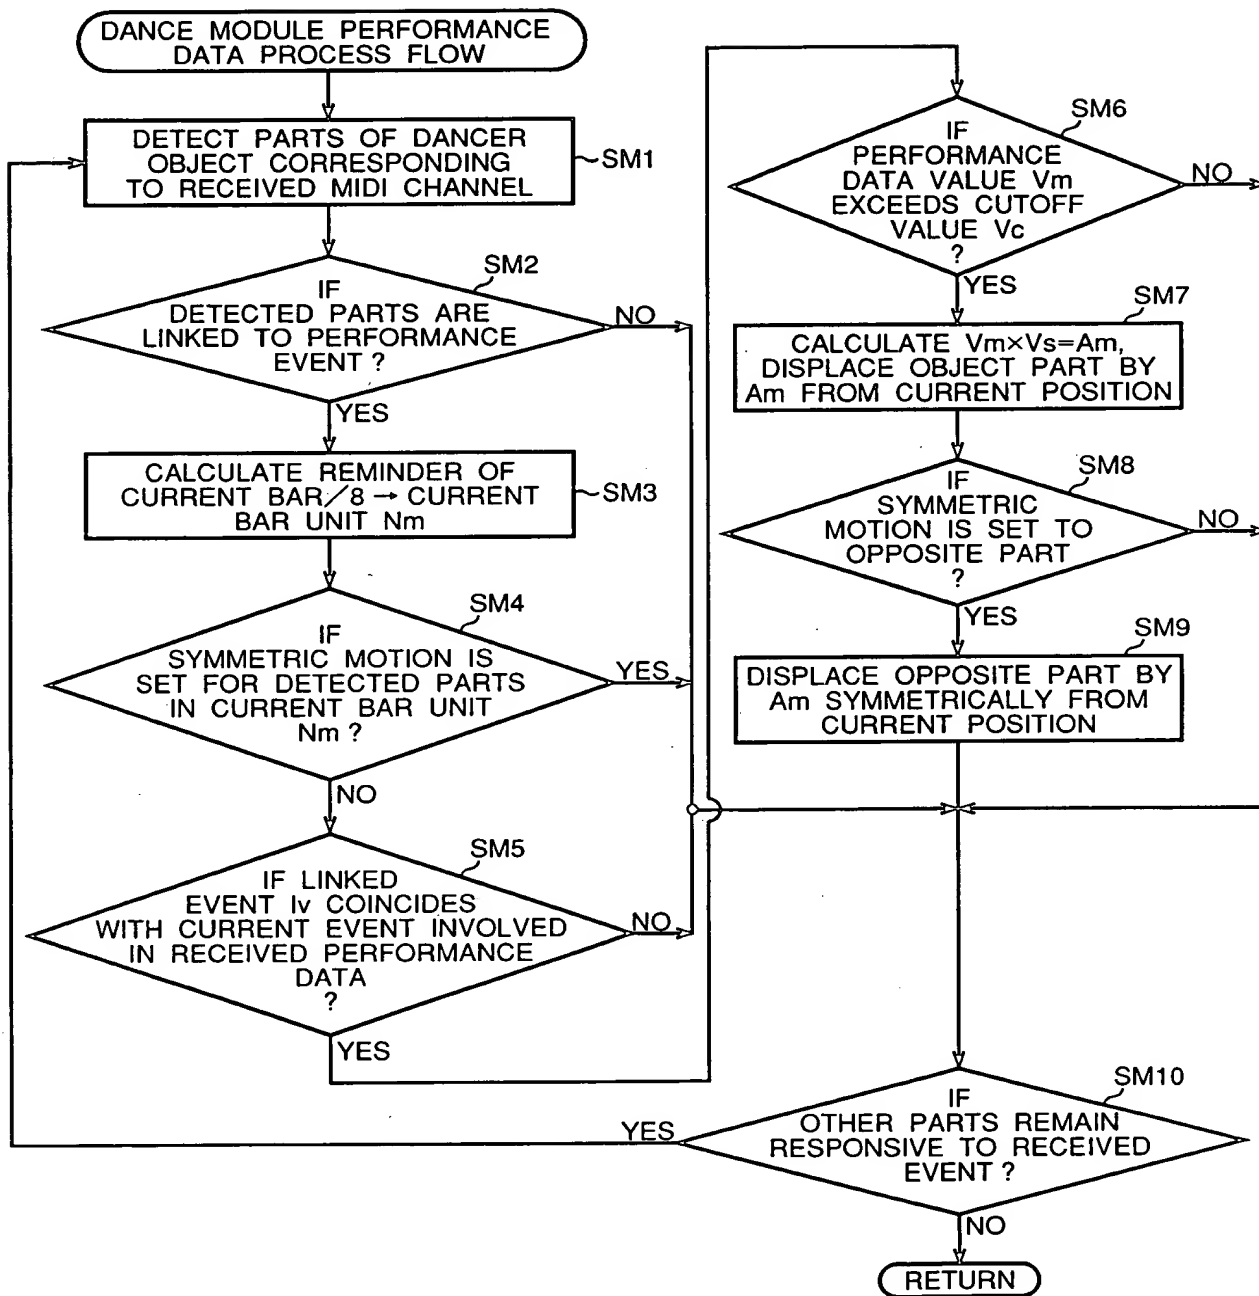 DANCE MODULE PERFORMANCE
DATA PROCESS FLOW
DETECT PARTS OF DANCER
OBJECT CORRESPONDING
TO RECEIVED MIDI CHANNEL
SM1
SM2
IF
DETECTED PARTS ARE
LINKED TO PERFORMANCE
EVENT ?
NO
YES
CALCULATE REMINDER OF
CURRENT BAR/8 → CURRENT
BAR UNIT Nm
SM3
SM4
IF
SYMMETRIC MOTION IS
SET FOR DETECTED PARTS
IN CURRENT BAR UNIT
Nm ?
YES
NO
SM5
IF LINKED
EVENT Iv COINCIDES
WITH CURRENT EVENT INVOLVED
IN RECEIVED PERFORMANCE
DATA
?
NO
YES
SM6
IF
PERFORMANCE
DATA VALUE Vm
EXCEEDS CUTOFF
VALUE Vc
?
NO
YES
SM7
CALCULATE Vm×Vs=Am,
DISPLACE OBJECT PART BY
Am FROM CURRENT POSITION
SM8
IF
SYMMETRIC
MOTION IS SET TO
OPPOSITE PART
?
NO
YES
SM9
DISPLACE OPPOSITE PART BY
Am SYMMETRICALLY FROM
CURRENT POSITION
SM10
IF
OTHER PARTS REMAIN
RESPONSIVE TO RECEIVED
EVENT ?
YES
NO
RETURN